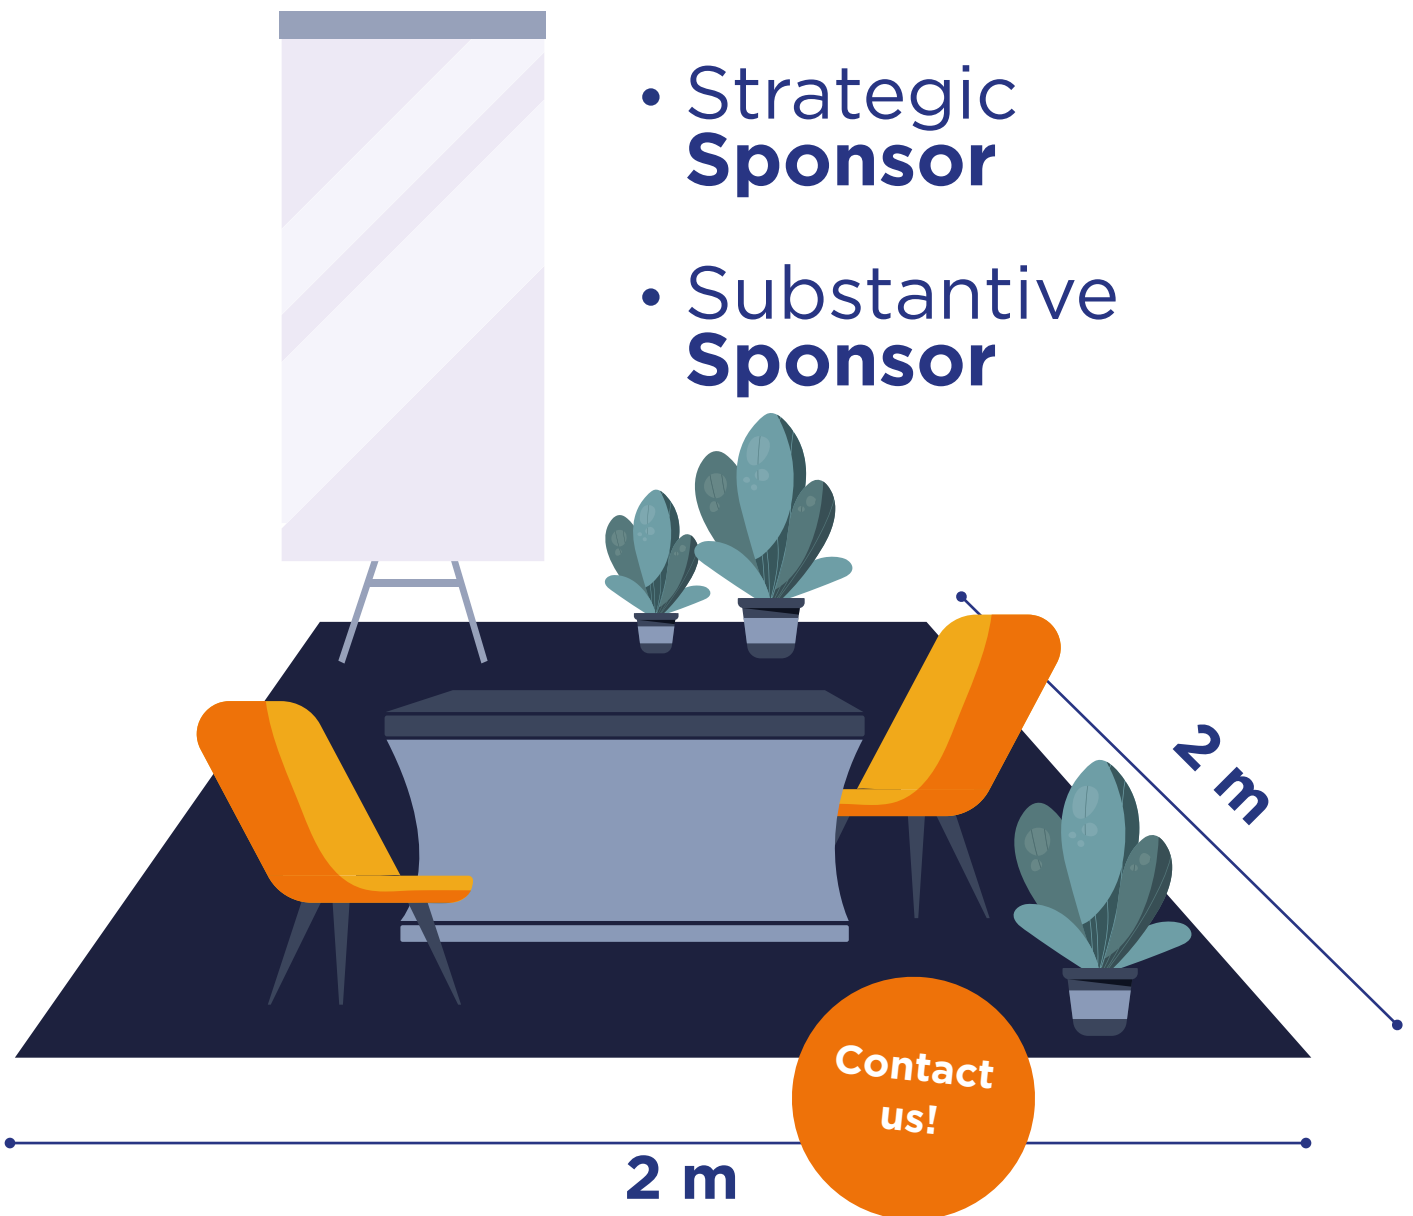 • Strategic
Sponsor
• Substantive
Sponsor
2 m
Contact
us!
2 m